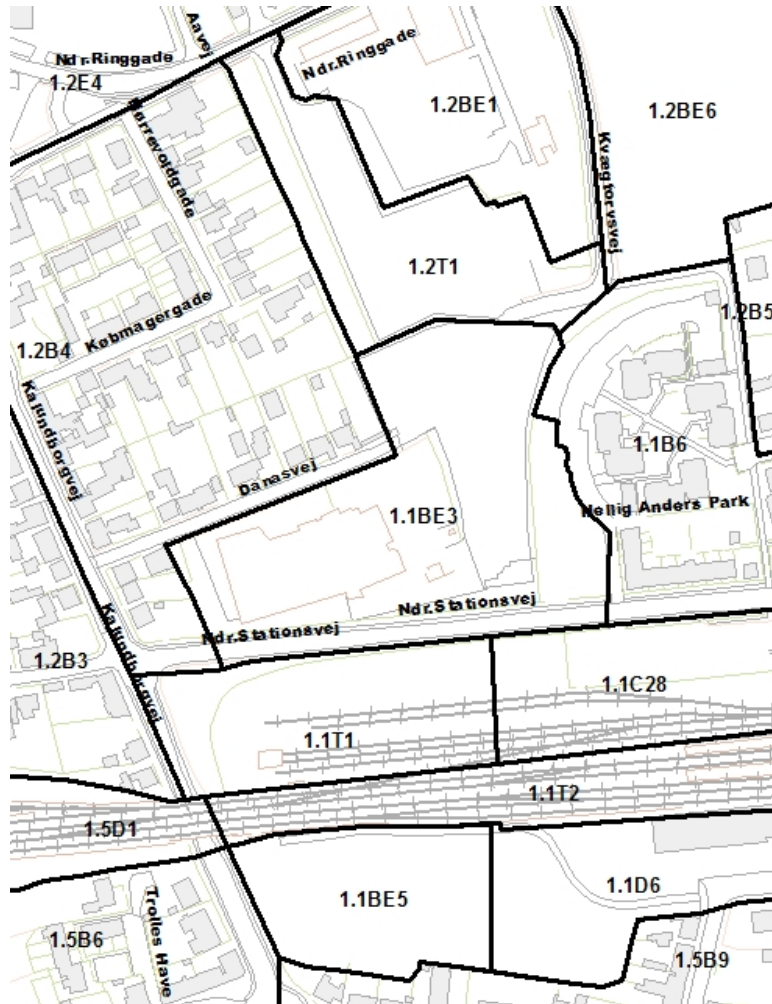 Aavej
Ndr.Ringgade
Ndr.Ringgade
1.2E4
1.2BE1
1.2BE6
Nørrevoldgade
Kvægtorvsvej
1.2T1
Købmagergade
1.2B5
1.2B4
Kalundborgvej
1.1B6
Danasvej
1.1BE3
Hellig Anders Park
Ndr.Stationsvej
Ndr.Stationsvej
Kalundborgvej
1.2B3
1.1C28
1.1T1
1.1T2
1.5D1
1.1D6
1.1BE5
Trolles Have
1.5B6
1.5B9